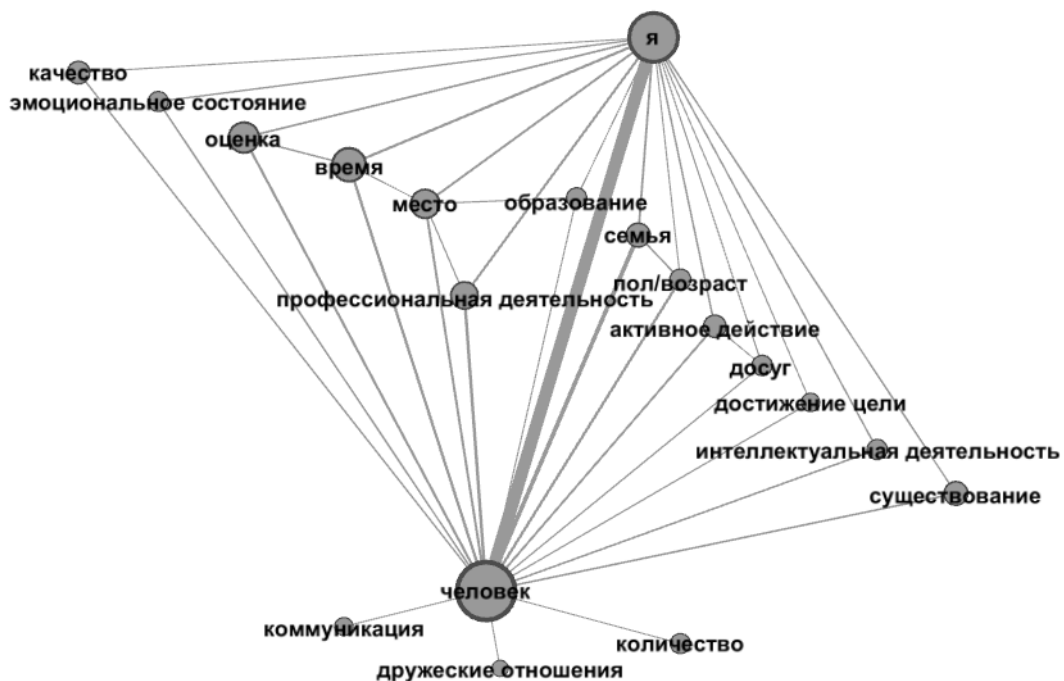 я
качество
эмоциональное состояние
оценка
время
место
образование
семья
пол/возраст
профессиональная деятельность
активное действие
досуг
достижение цели
интеллектуальная деятельность
существование
человек
коммуникация
количество
дружеские отношения